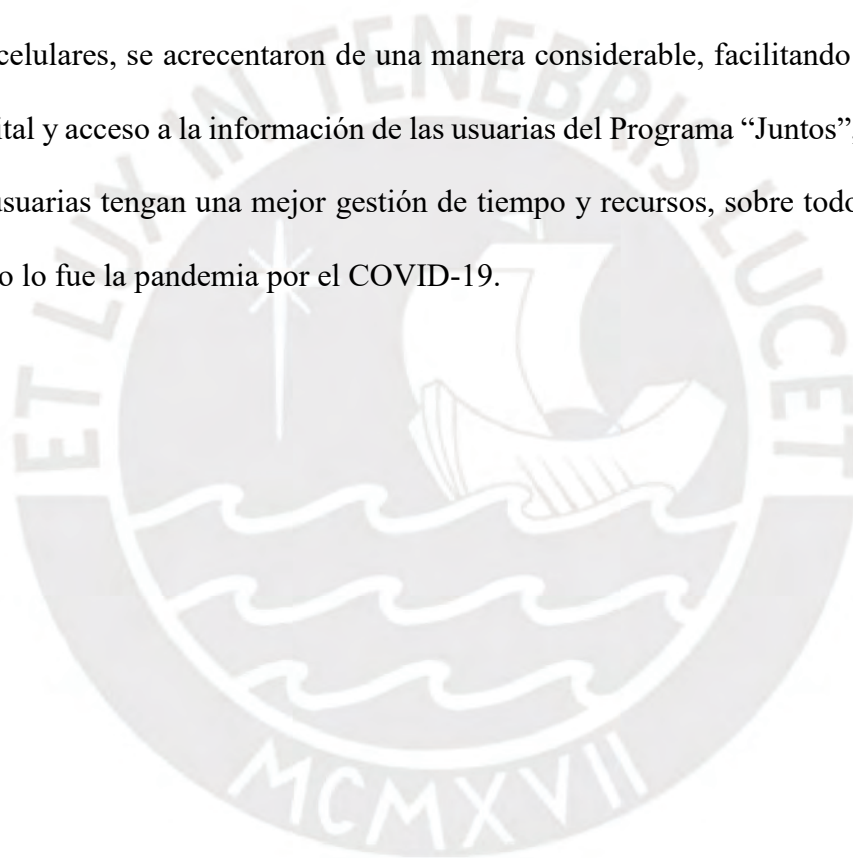 celulares, se acrecentaron de una manera considerable, facilitando
ital y acceso a la información de las usuarias del Programa “Juntos”,
usuarias tengan una mejor gestión de tiempo y recursos, sobre todo
o lo fue la pandemia por el COVID-19.
ET LUX IN TENEBRIS LUCET
MCMXVII